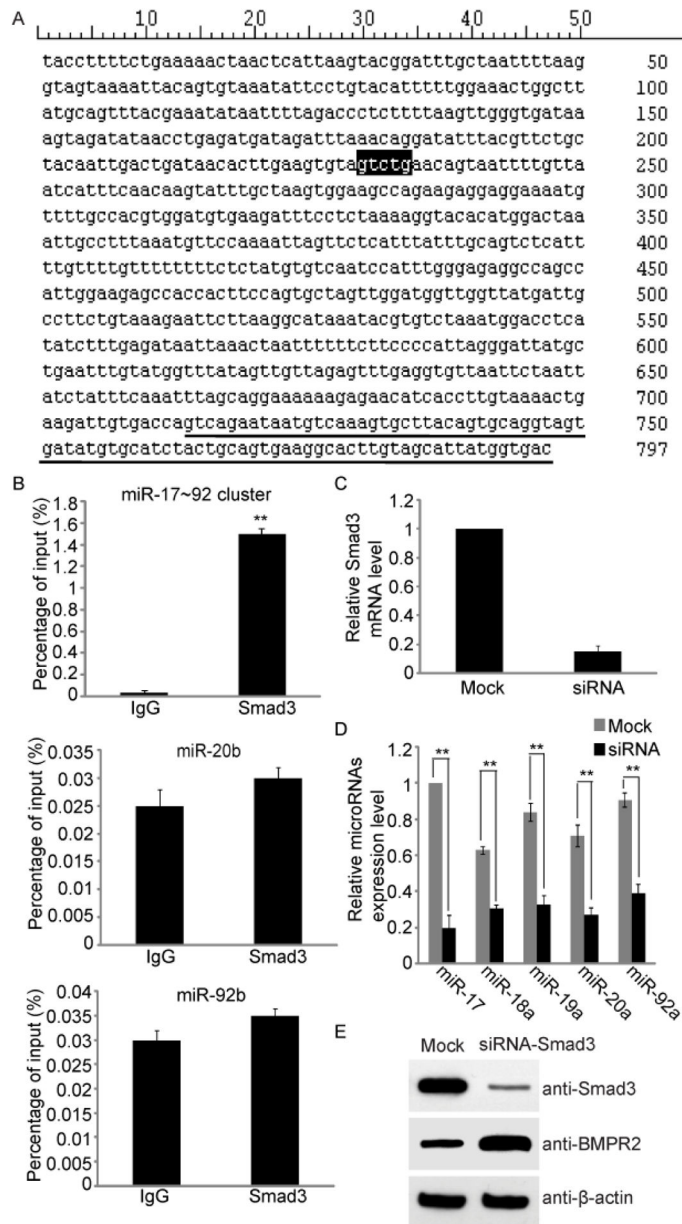 A
10 20 30 40 50
taccttttctgaaaaactaactcattaagtacggatttgctaattttaag 50
gtagtaaaattacagtgtaaatattcctgtacatttttggaaactggctt 100
atgcagtttacgaaatataattttagaccctcttttaagttgggtgataa 150
agtagatataacctgagatgatagatttaaacaggatatttacgttctgc 200
tacaattgactgataacacttgaagtgtagtctgaacagtaattttgtta 250
atcatttcaacaagtatttgctaagtggaagccagaagaggaggaaaatg 300
ttttgccacgtggatgtgaagatttcctctaaaaggtacacatggactaa 350
attgcctttaaatgttccaaaattagttctcatttatttgcagtctcatt 400
ttgttttgtttttttttctctatgtgtcaatccatttgggagaggccagcc 450
attggaagagccaccacttccagtgctagttggatggttggttatgattg 500
ccttctgtaaagaattcttaaggcataaatacgtgtctaaatggacctca 550
tatctttgagataattaaactaattttttcttccccattagggattatgc 600
tgaatttgtatggtttatagttgttagagtttgaggtgttaattctaatt 650
atctatttcaaatttagcaggaaaaaagagaacatcaccttgtaaaactg 700
aagattgtgaccagtcagaataatgtcaaagtgcttacagtgcaggtagt 750
gatatgtgcatctactgcagtgaaggcacttgtagcattatggtgac 797
B
miR-17~92 cluster
Percentage of input (%)
1.8
1.6
1.4
1.2
1
0.8
0.6
0.4
0.2
0
**
IgG Smad3
miR-20b
Percentage of input (%)
0.035
0.03
0.025
0.02
0.015
0.01
0.005
0
IgG Smad3
miR-92b
Percentage of input (%)
0.04
0.035
0.03
0.025
0.02
0.015
0.01
0.005
0
IgG Smad3
C
Relative Smad3
mRNA level
1.2
1
0.8
0.6
0.4
0.2
0
Mock siRNA
D
Mock
siRNA
Relative microRNAs
expression level
1.2
1
0.8
0.6
0.4
0.2
0
** ** ** ** **
miR-17 miR-18a miR-19a miR-20a miR-92a
E
Mock siRNA-Smad3
anti-Smad3
anti-BMPR2
anti-β-actin